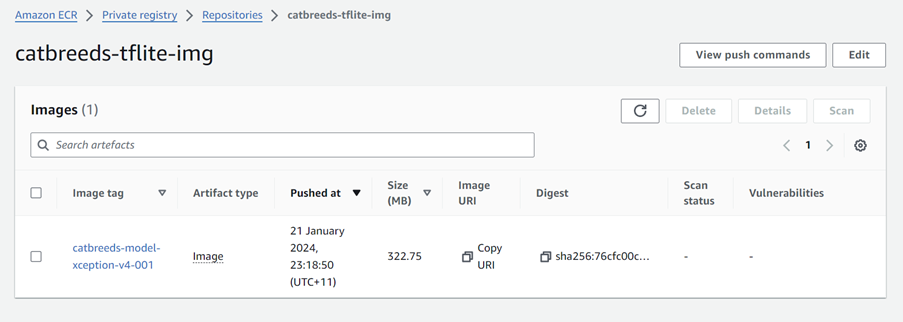 Amazon ECR > Private registry > Repositories > catbreeds-tflite-img
catbreeds-tflite-img
View push commands
Edit
Images (1)
Delete
Details
Scan
Search artefacts
1
Image tag
Artifact type
Pushed at
Size
(MB)
Image
URI
Digest
Scan
status
Vulnerabilities
catbreeds-model-
xception-v4-001
Image
21 January
2024,
23:18:50
(UTC+11)
322.75
Copy
URI
sha256:76cfc00c...
-
-